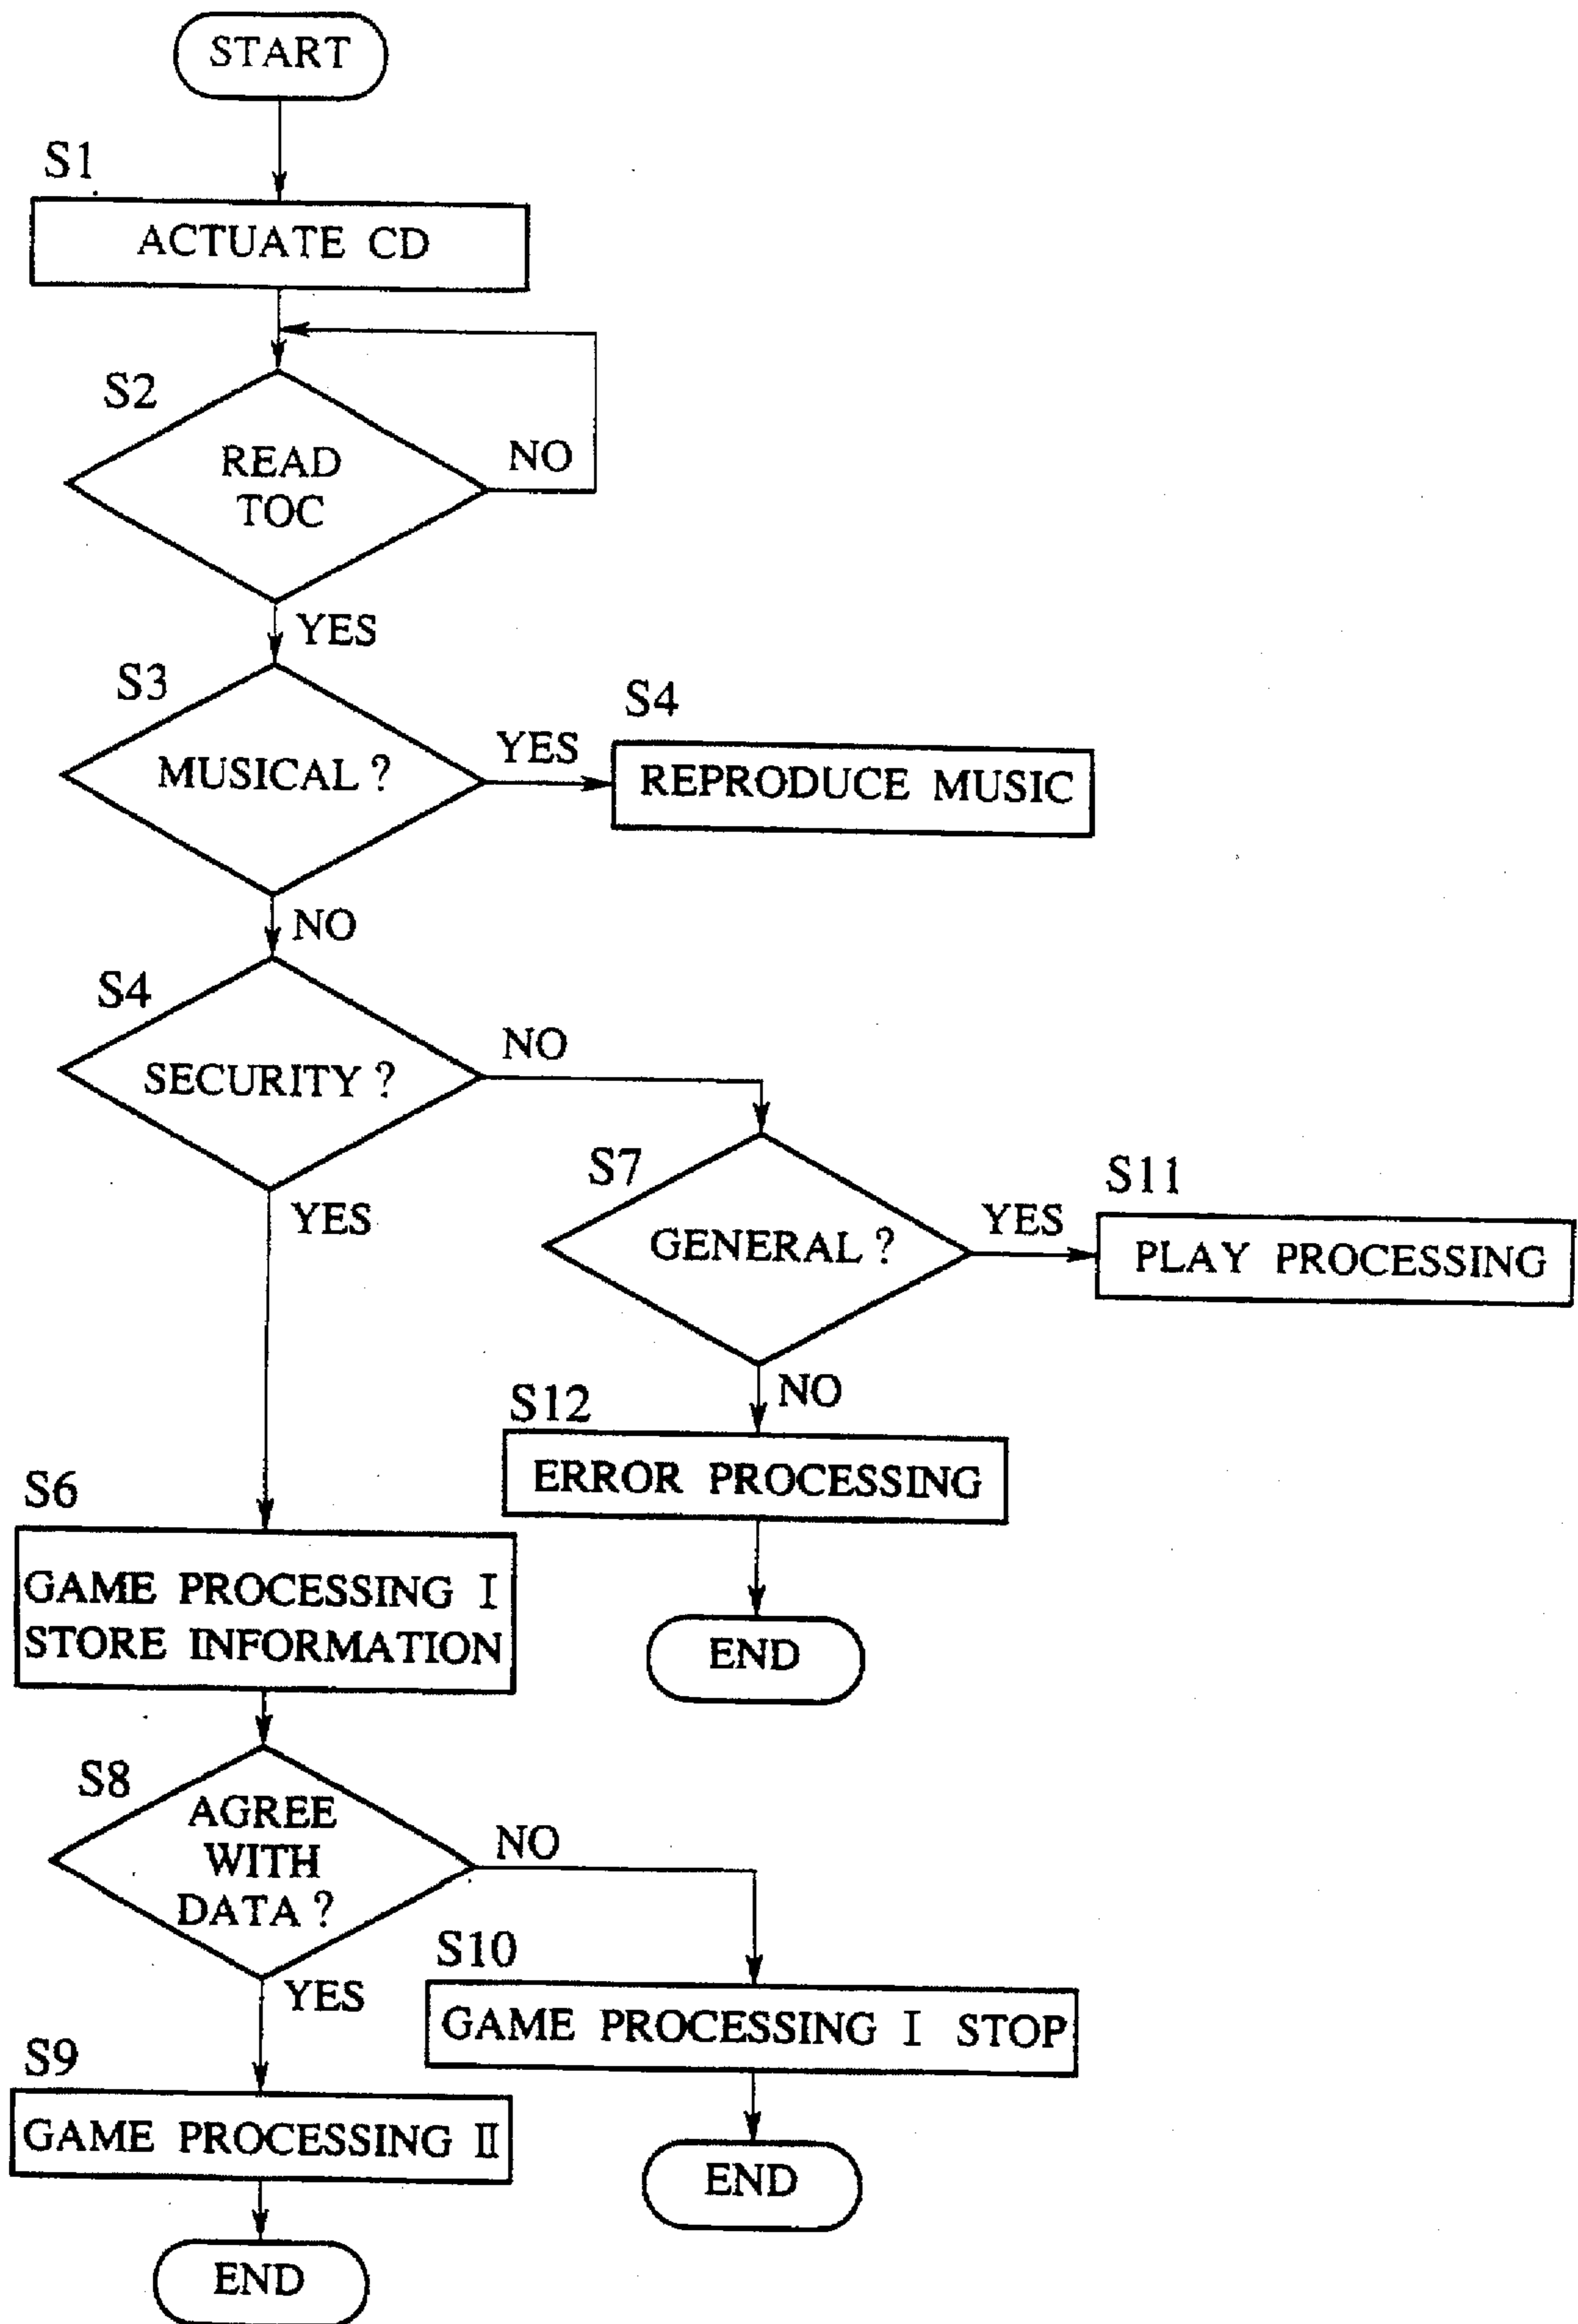 START
S1
ACTUATE CD
S2
READ
TOC
NO
YES
S3
MUSICAL ?
YES
S4
REPRODUCE MUSIC
NO
S4
SECURITY ?
NO
YES
S7
GENERAL ?
YES
S11
PLAY PROCESSING
NO
S12
ERROR PROCESSING
END
S6
GAME PROCESSING I
STORE INFORMATION
S8
AGREE
WITH
DATA ?
NO
YES
S10
GAME PROCESSING I STOP
END
S9
GAME PROCESSING II
END